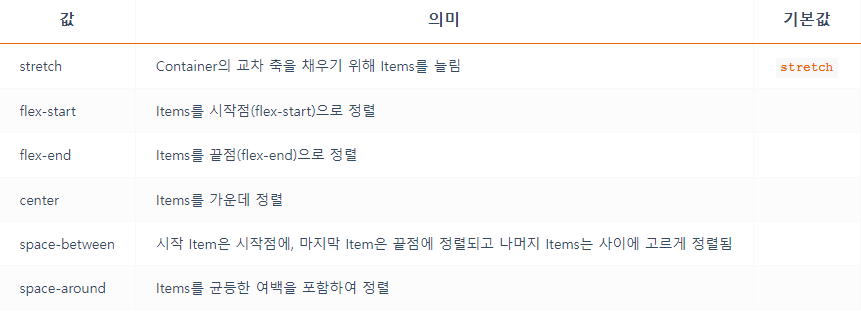 값 의미 기본값
stretch Container의 교차 축을 채우기 위해 Items를 늘림 stretch
flex-start Items를 시작점(flex-start)으로 정렬
flex-end Items를 끝점(flex-end)으로 정렬
center Items를 가운데 정렬
space-between 시작 Item은 시작점에, 마지막 Item은 끝점에 정렬되고 나머지 Items는 사이에 고르게 정렬됨
space-around Items를 균등한 여백을 포함하여 정렬